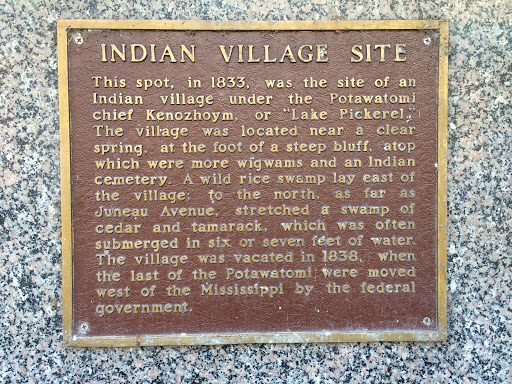 INDIAN VILLAGE SITE
This spot, in 1833, was the site of an
Indian village under the Potawatomi
chief Kenozhoym, or "Lake Pickerel."
The village was located near a clear
spring, at the foot of a steep bluff, atop
which were more wigwams and an Indian
cemetery. A wild rice swamp lay east of
the village; to the north, as far as
Juneau Avenue, stretched a swamp of
cedar and tamarack, which was often
submerged in six or seven feet of water.
The village was vacated in 1838, when
the last of the Potawatomi were moved
west of the Mississippi by the federal
government.